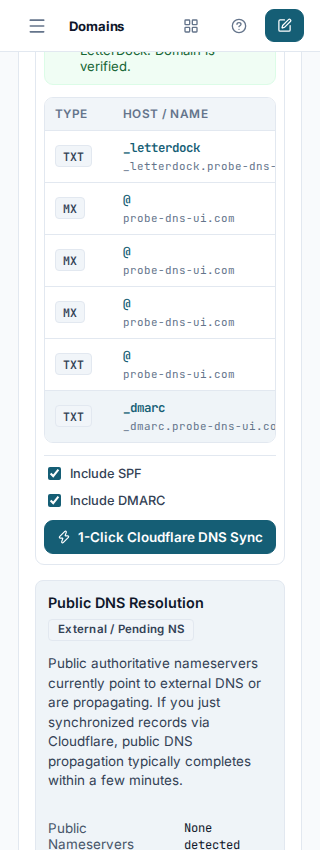 Domains
LetterDock. Domain is
verified.
TYPE HOST / NAME
TXT _letterdock
_letterdock.probe-dns-
MX @
probe-dns-ui.com
MX @
probe-dns-ui.com
MX @
probe-dns-ui.com
TXT @
probe-dns-ui.com
TXT _dmarc
_dmarc.probe-dns-ui.co
Include SPF
Include DMARC
1-Click Cloudflare DNS Sync
Public DNS Resolution
External / Pending NS
Public authoritative nameservers
currently point to external DNS or
are propagating. If you just
synchronized records via
Cloudflare, public DNS
propagation typically completes
within a few minutes.
Public None
Nameservers detected